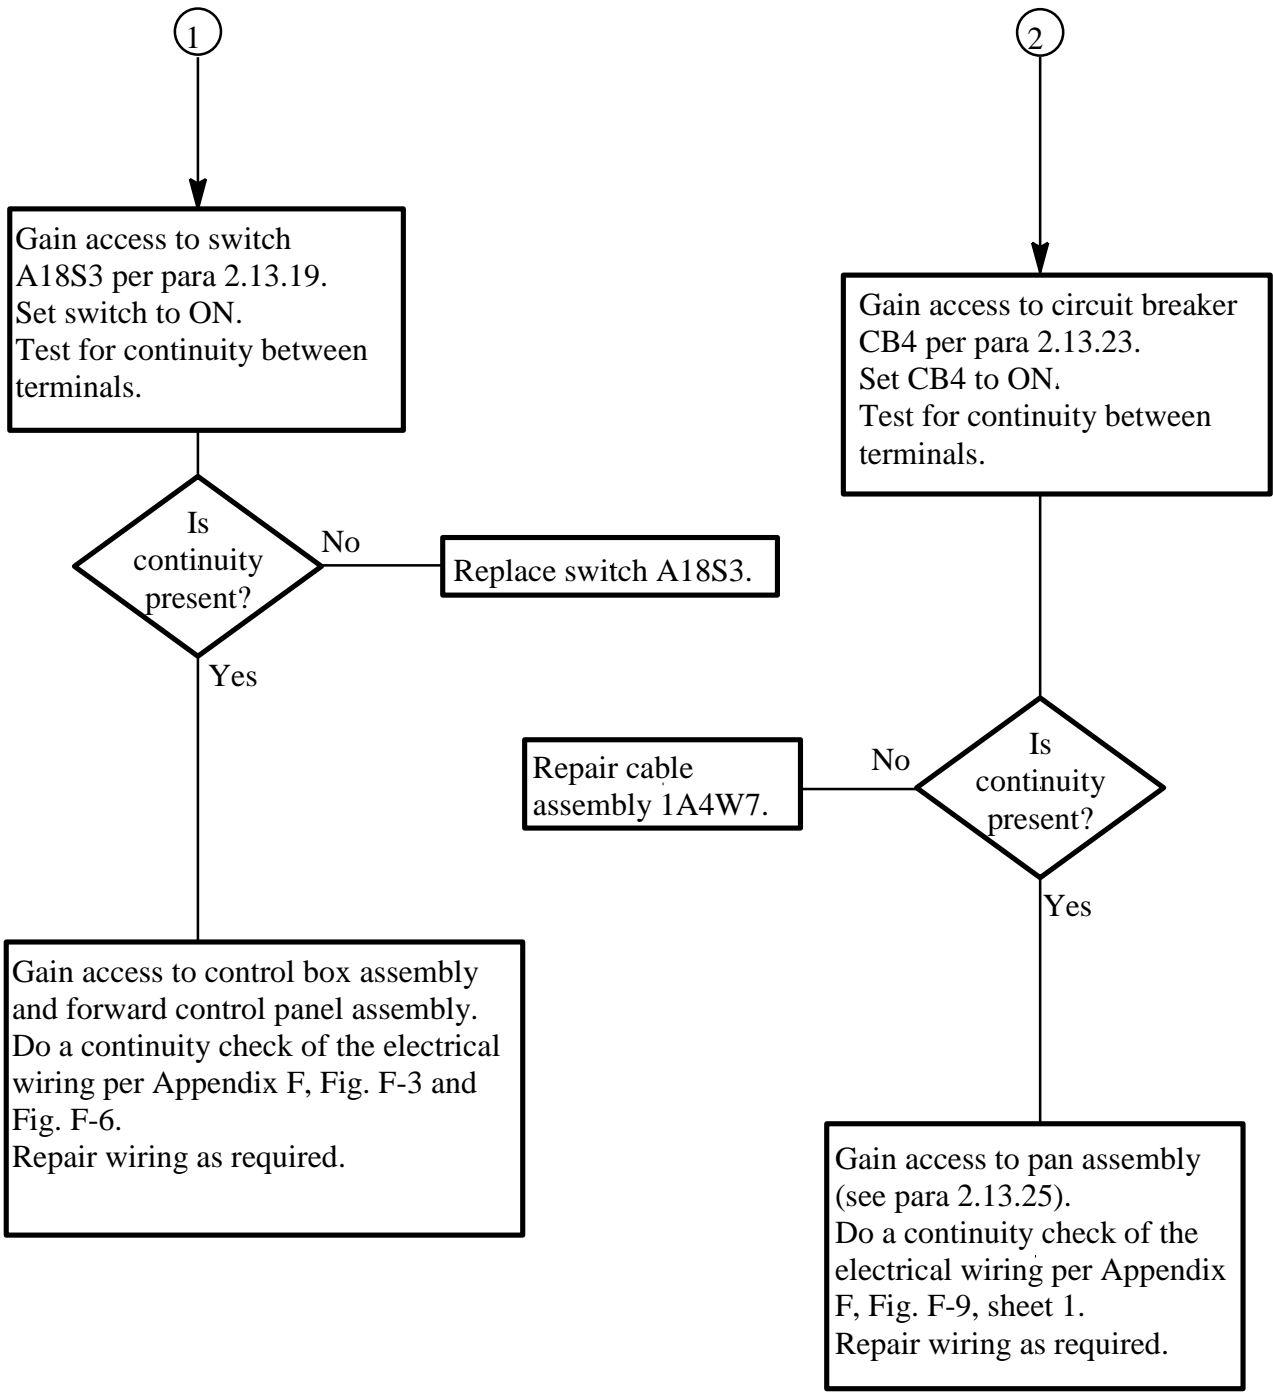 1
Gain access to switch
A18S3 per para 2.13.19.
Set switch to ON.
Test for continuity between
terminals.
Is
continuity
present?
No
Replace switch A18S3.
Yes
Gain access to control box assembly
and forward control panel assembly.
Do a continuity check of the electrical
wiring per Appendix F, Fig. F-3 and
Fig. F-6.
Repair wiring as required.
2
Gain access to circuit breaker
CB4 per para 2.13.23.
Set CB4 to ON.
Test for continuity between
terminals.
Is
continuity
present?
No
Repair cable
assembly 1A4W7.
Yes
Gain access to pan assembly
(see para 2.13.25).
Do a continuity check of the
electrical wiring per Appendix
F, Fig. F-9, sheet 1.
Repair wiring as required.